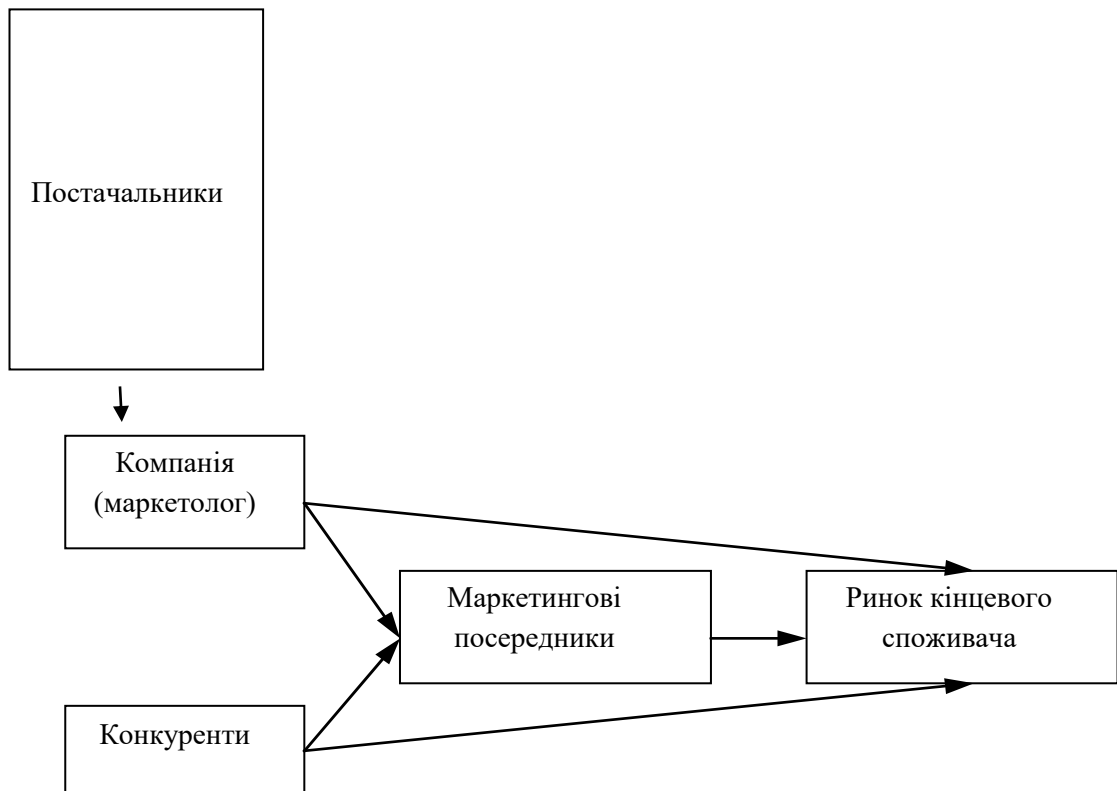 Постачальники
Компанія
(маркетолог)
Маркетингові
посередники
Ринок кінцевого
споживача
Конкуренти